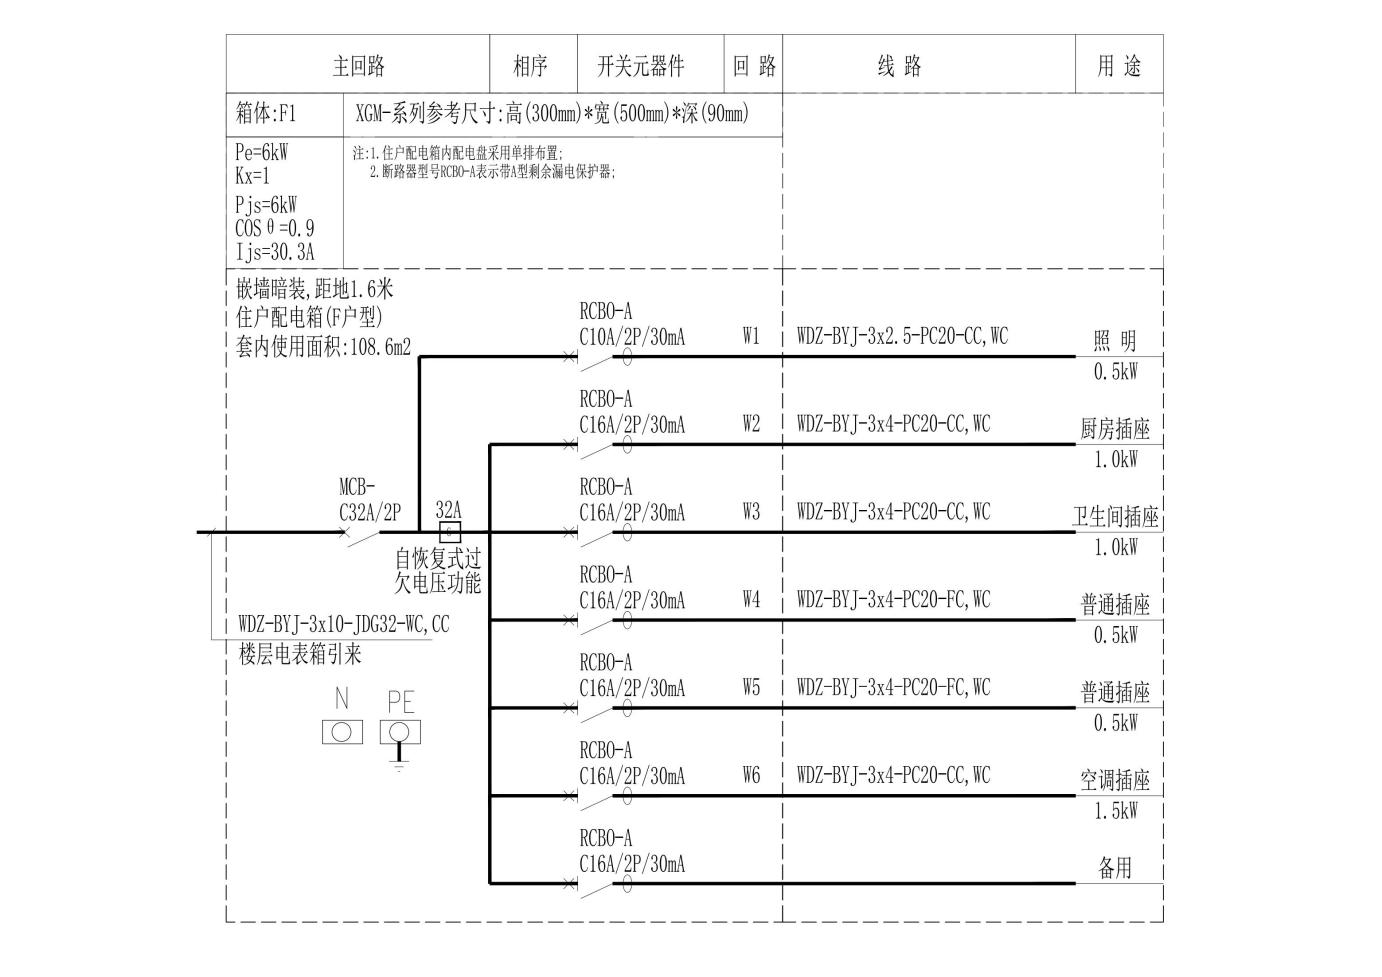 主回路 相序 开关元器件 回 路 线 路 用 途
箱体:F1 XGM-系列参考尺寸:高(300mm)*宽(500mm)*深(90mm)
Pe=6kW
Kx=1
Pjs=6kW
COSθ=0.9
Ijs=30.3A
注:1.住户配电箱内配电盘采用单排布置;
2.断路器型号RCBO-A表示带A型剩余漏电保护器;
嵌墙暗装,距地1.6米
住户配电箱(F户型)
套内使用面积:108.6m2
RCBO-A
C10A/2P/30mA W1 WDZ-BYJ-3x2.5-PC20-CC,WC 照 明
0.5kW
RCBO-A
C16A/2P/30mA W2 WDZ-BYJ-3x4-PC20-CC,WC 厨房插座
1.0kW
MCB-
C32A/2P
32A
自恢复式过
欠电压功能
RCBO-A
C16A/2P/30mA W3 WDZ-BYJ-3x4-PC20-CC,WC 卫生间插座
1.0kW
RCBO-A
C16A/2P/30mA W4 WDZ-BYJ-3x4-PC20-FC,WC 普通插座
0.5kW
WDZ-BYJ-3x10-JDG32-WC,CC
楼层电表箱引来
RCBO-A
C16A/2P/30mA W5 WDZ-BYJ-3x4-PC20-FC,WC 普通插座
0.5kW
N PE
RCBO-A
C16A/2P/30mA W6 WDZ-BYJ-3x4-PC20-CC,WC 空调插座
1.5kW
RCBO-A
C16A/2P/30mA 备用